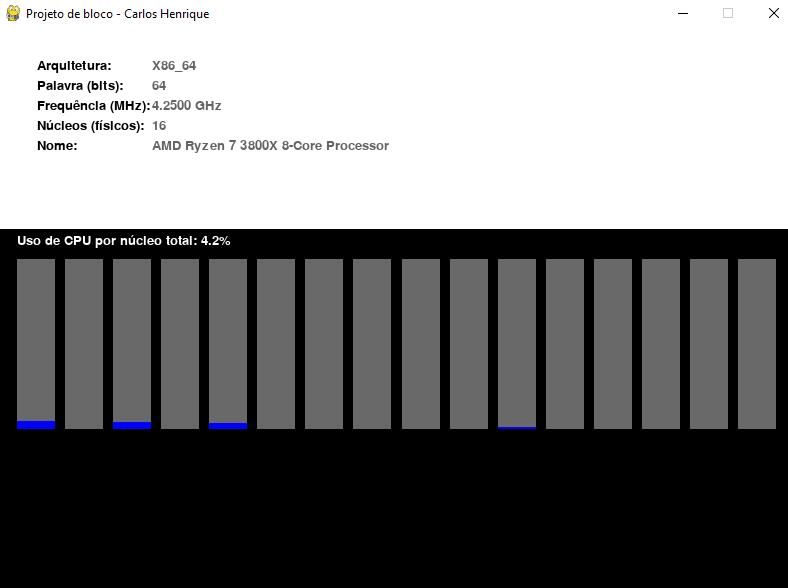 Projeto de bloco - Carlos Henrique
Arquitetura: X86_64
Palavra (bits): 64
Frequência (MHz): 4.2500 GHz
Núcleos (físicos): 16
Nome: AMD Ryzen 7 3800X 8-Core Processor
Uso de CPU por núcleo total: 4.2%